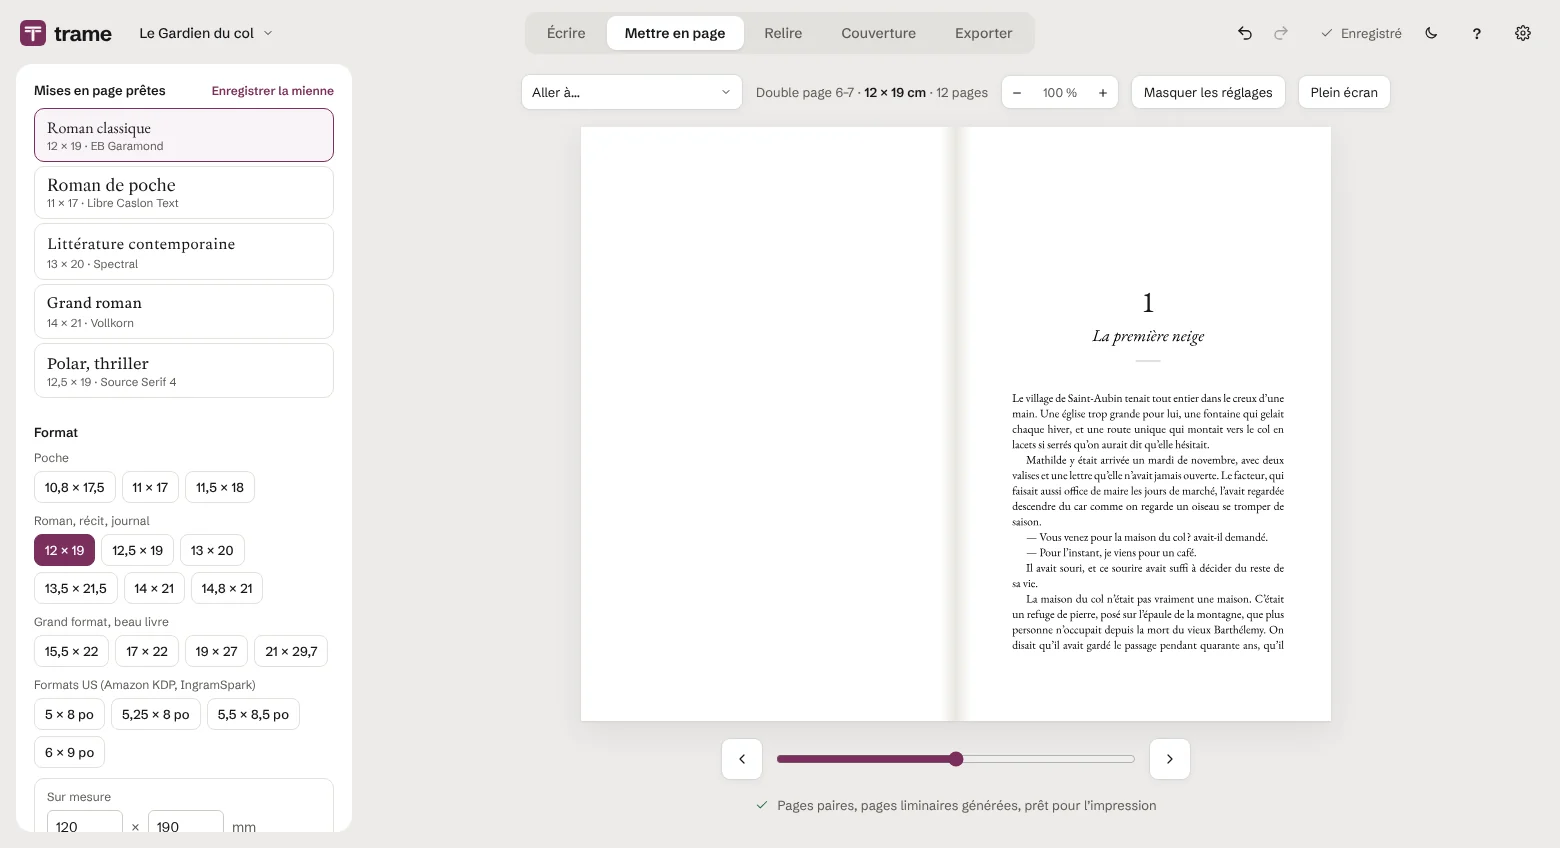 trame
Le Gardien du col
Écrire
Mettre en page
Relire
Couverture
Exporter
Enregistré
?
Mises en page prêtes
Enregistrer la mienne
Roman classique
12 × 19 · EB Garamond
Roman de poche
11 × 17 · Libre Caslon Text
Littérature contemporaine
13 × 20 · Spectral
Grand roman
14 × 21 · Vollkorn
Polar, thriller
12,5 × 19 · Source Serif 4
Format
Poche
10,8 × 17,5
11 × 17
11,5 × 18
Roman, récit, journal
12 × 19
12,5 × 19
13 × 20
13,5 × 21,5
14 × 21
14,8 × 21
Grand format, beau livre
15,5 × 22
17 × 22
19 × 27
21 × 29,7
Formats US (Amazon KDP, IngramSpark)
5 × 8 po
5,25 × 8 po
5,5 × 8,5 po
6 × 9 po
Sur mesure
120 × 190 mm
Aller à...
Double page 6-7 · 12 × 19 cm · 12 pages
− 100 % +
Masquer les réglages
Plein écran
1
La première neige
Le village de Saint-Aubin tenait tout entier dans le creux d’une
main. Une église trop grande pour lui, une fontaine qui gelait
chaque hiver, et une route unique qui montait vers le col en
lacets si serrés qu’on aurait dit qu’elle hésitait.
Mathilde y était arrivée un mardi de novembre, avec deux
valises et une lettre qu’elle n’avait jamais ouverte. Le facteur, qui
faisait aussi office de maire les jours de marché, l’avait regardée
descendre du car comme on regarde un oiseau se tromper de
saison.
— Vous venez pour la maison du col ? avait-il demandé.
— Pour l’instant, je viens pour un café.
Il avait souri, et ce sourire avait suffi à décider du reste de
sa vie.
La maison du col n’était pas vraiment une maison. C’était
un refuge de pierre, posé sur l’épaule de la montagne, que plus
personne n’occupait depuis la mort du vieux Barthélemy. On
disait qu’il avait gardé le passage pendant quarante ans, qu’il
Pages paires, pages liminaires générées, prêt pour l’impression